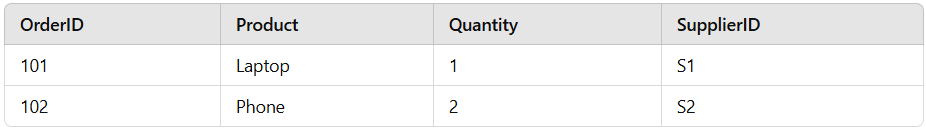 OrderID Product Quantity SupplierID
101 Laptop 1 S1
102 Phone 2 S2